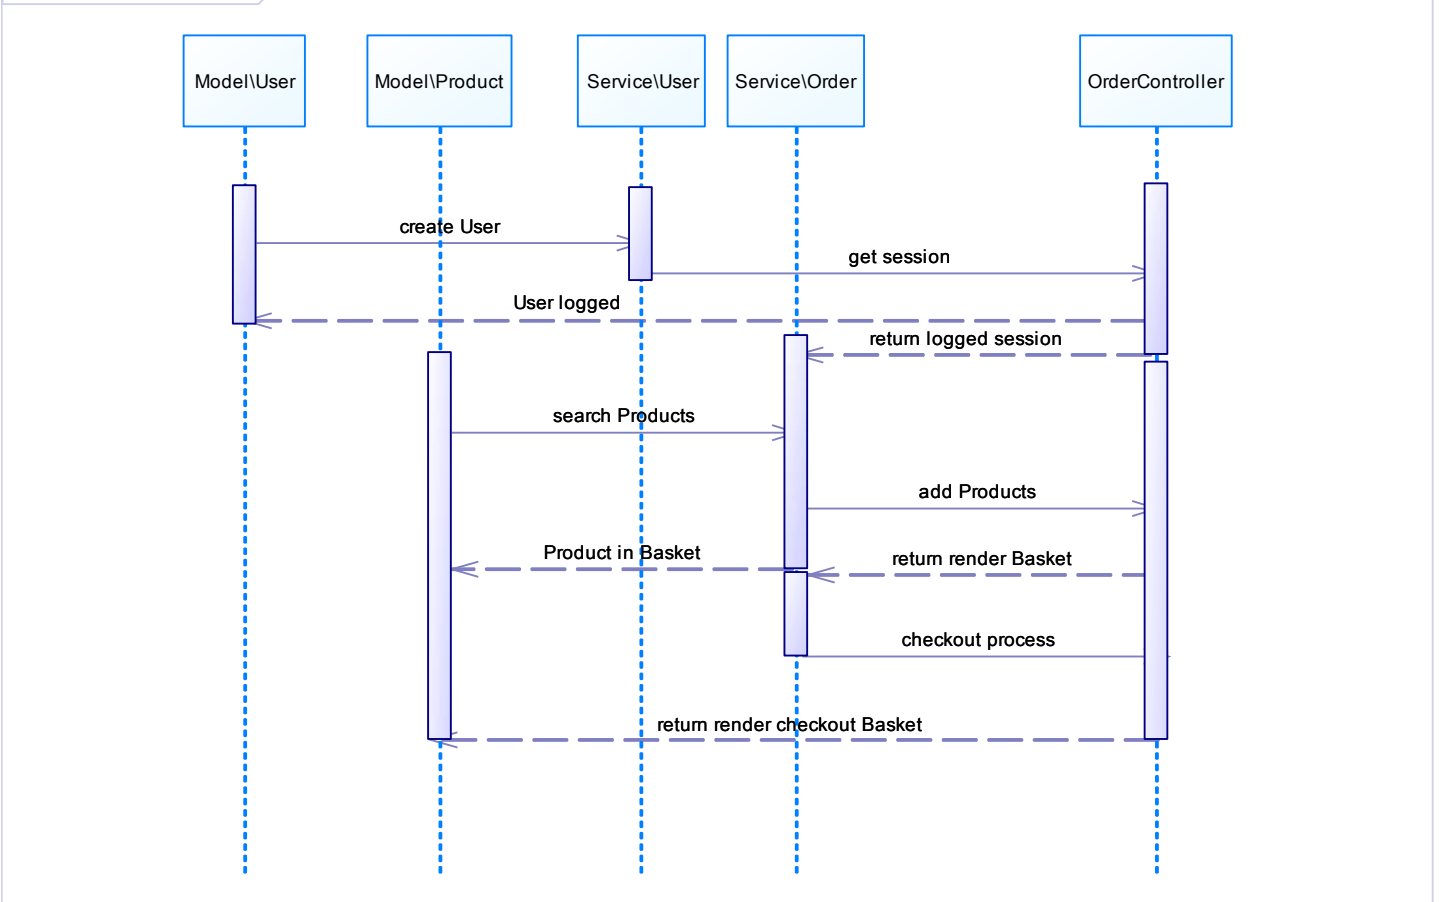 Model\User
Model\Product
Service\User
Service\Order
OrderController
create User
get session
User logged
return logged session
search Products
add Products
Product in Basket
return render Basket
checkout process
return render checkout Basket